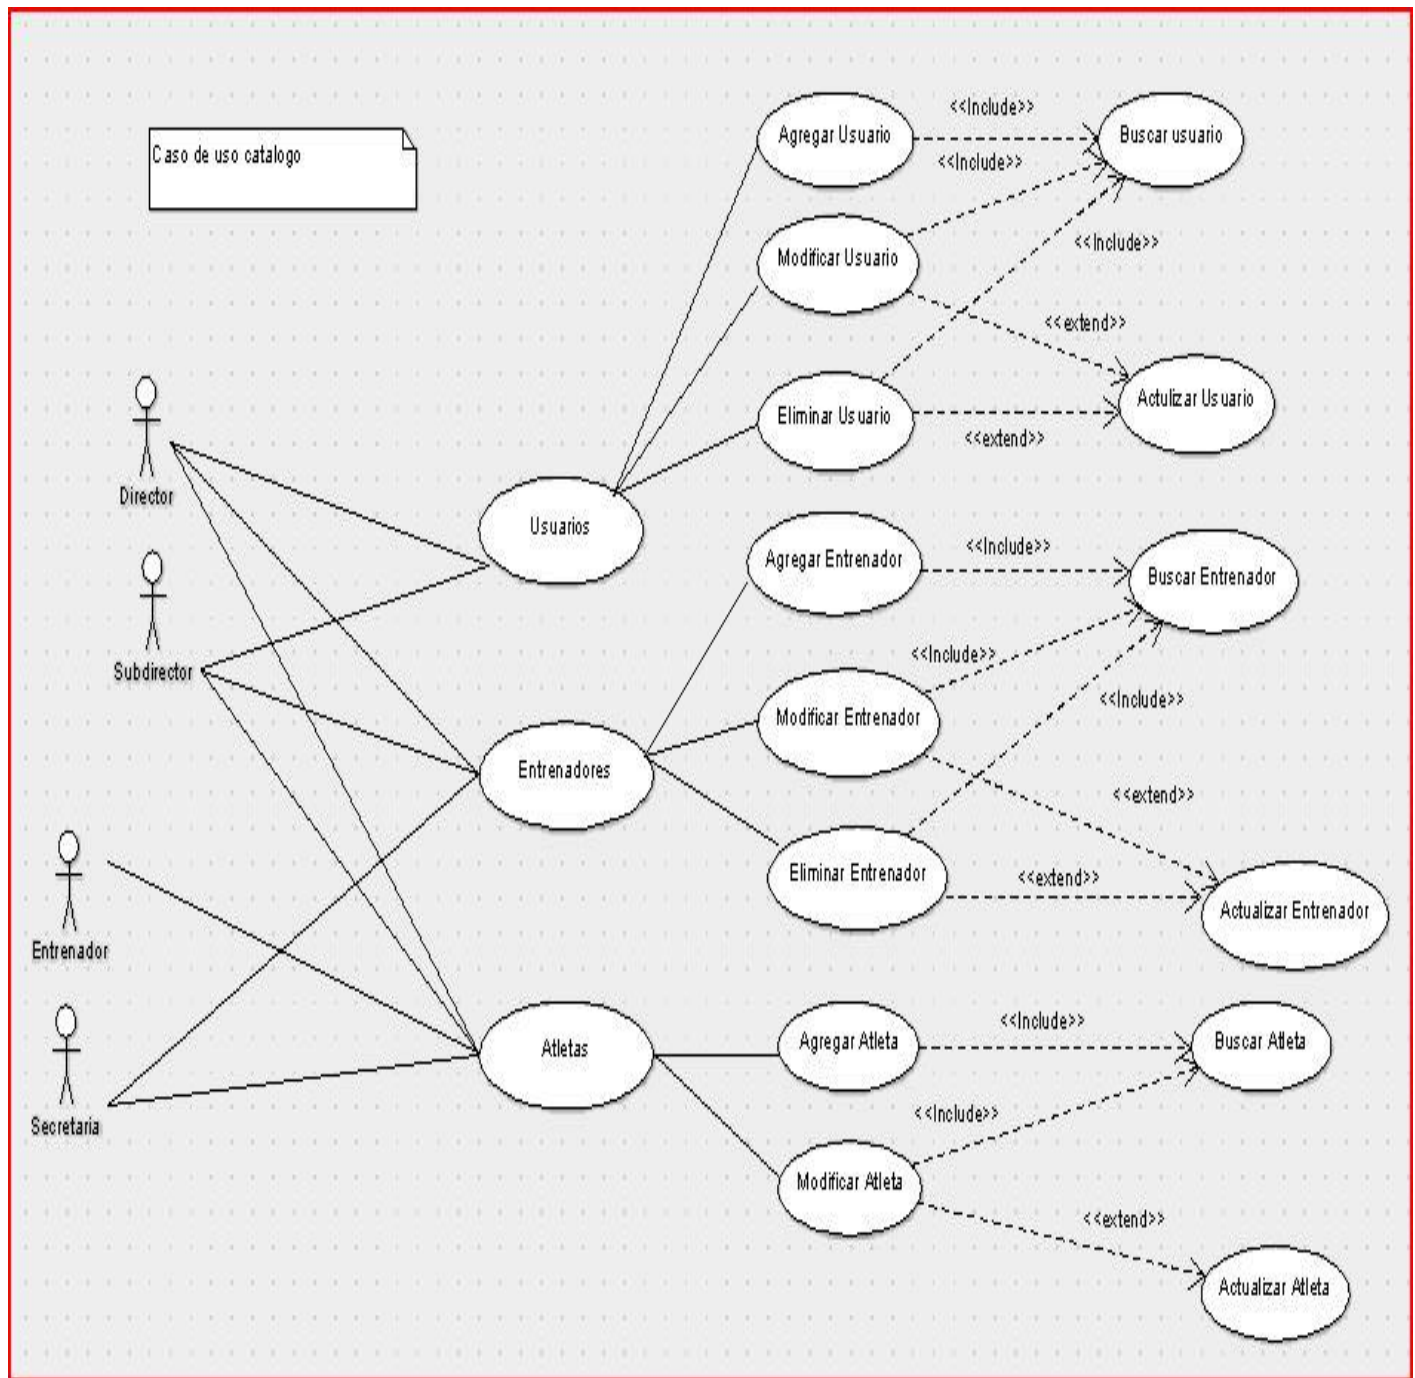 Caso de uso catalogo
Agregar Usuario
<<Include>>
Buscar usuario
<<Include>>
Modificar Usuario
<<Include>>
<<extend>>
Eliminar Usuario
<<extend>>
Actulizar Usuario
Director
Usuarios
Subdirector
Agregar Entrenador
<<Include>>
Buscar Entrenador
<<Include>>
Modificar Entrenador
<<Include>>
Entrenadores
<<extend>>
Eliminar Entrenador
<<extend>>
Actualizar Entrenador
Entrenador
Secretaria
Atletas
Agregar Atleta
<<Include>>
Buscar Atleta
<<Include>>
Modificar Atleta
<<extend>>
Actualizar Atleta